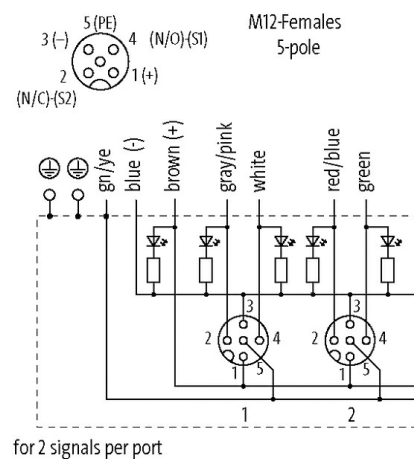 5 (PE)
M12-Females
5-pole
3 (–)
4 (N/O)-(S1)
2
1 (+)
(N/C)-(S2)
gn/ye
blue (-)
brown (+)
gray/pink
white
red/blue
green
3
3
2
4
2
4
1
5
1
5
1
2
for 2 signals per port